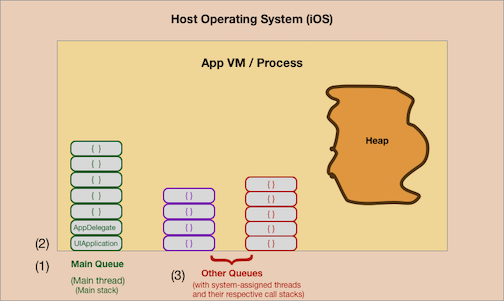 Host Operating System (iOS)
App VM / Process
Heap
{ }
{ }
{ }
{ }
{ }
AppDelegate
UIApplication
{ }
{ }
{ }
{ }
{ }
{ }
{ }
{ }
{ }
(2)
(1)
Main Queue
(Main thread)
(Main stack)
(3)
Other Queues
(with system-assigned threads
and their respective call stacks)